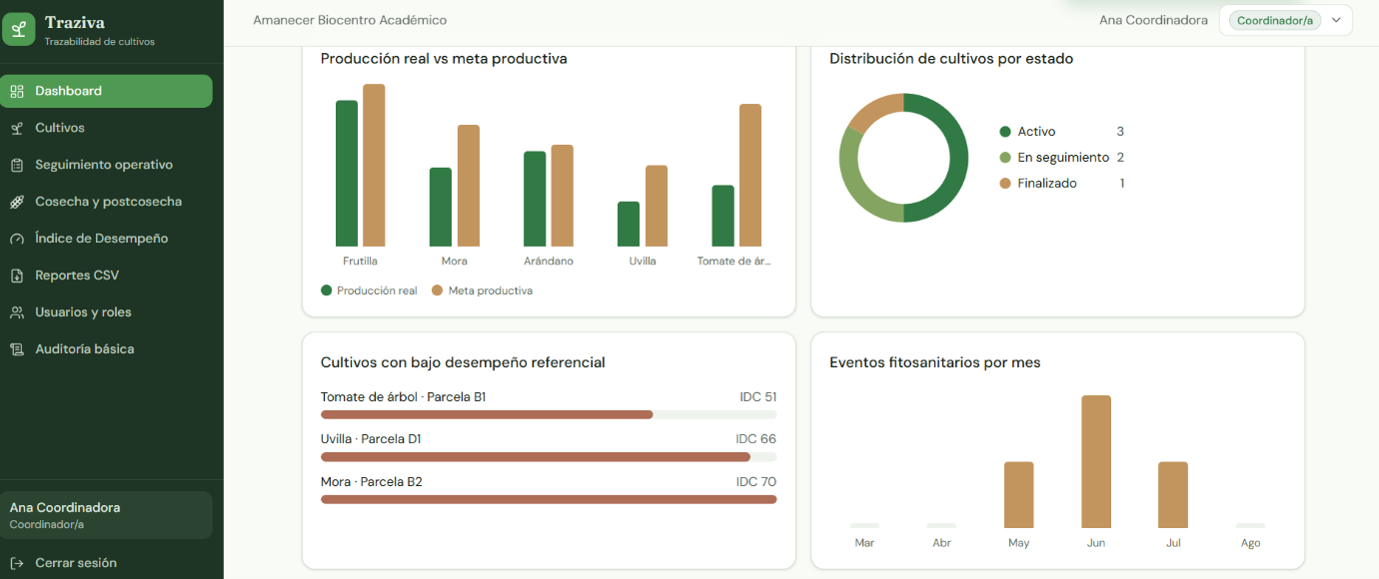 Traziva
Trazabilidad de cultivos
Amanecer Biocentro Académico
Ana Coordinadora
Coordinador/a
Dashboard
Cultivos
Seguimiento operativo
Cosecha y postcosecha
Índice de Desempeño
Reportes CSV
Usuarios y roles
Auditoría básica
Ana Coordinadora
Coordinador/a
Cerrar sesión
Producción real vs meta productiva
Frutilla Mora Arándano Uvilla Tomate de ár...
Producción real Meta productiva
Distribución de cultivos por estado
Activo 3
En seguimiento 2
Finalizado 1
Cultivos con bajo desempeño referencial
Tomate de árbol · Parcela B1 IDC 51
Uvilla · Parcela D1 IDC 66
Mora · Parcela B2 IDC 70
Eventos fitosanitarios por mes
Mar Abr May Jun Jul Ago